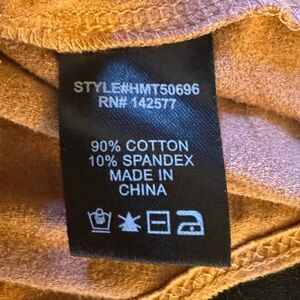 STYLE#HMT50696
RN# 142577
90% COTTON
10% SPANDEX
MADE IN
CHINA